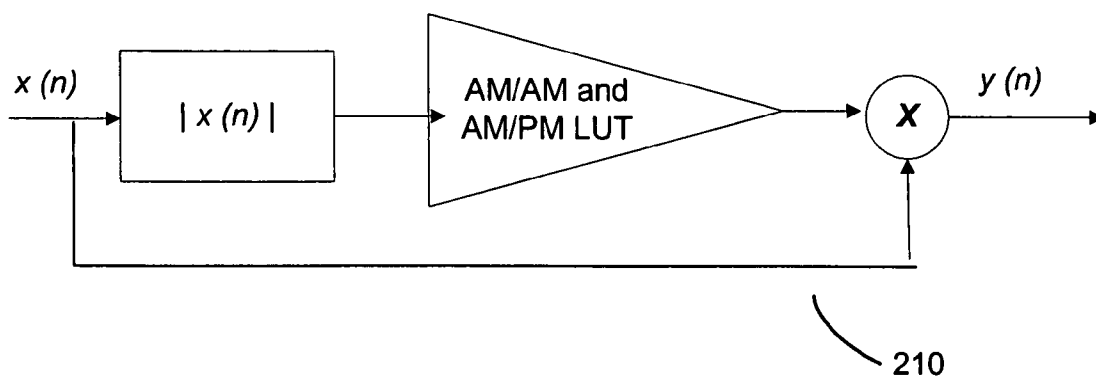 x (n)
| x (n) |
AM/AM and
AM/PM LUT
X
y (n)
210